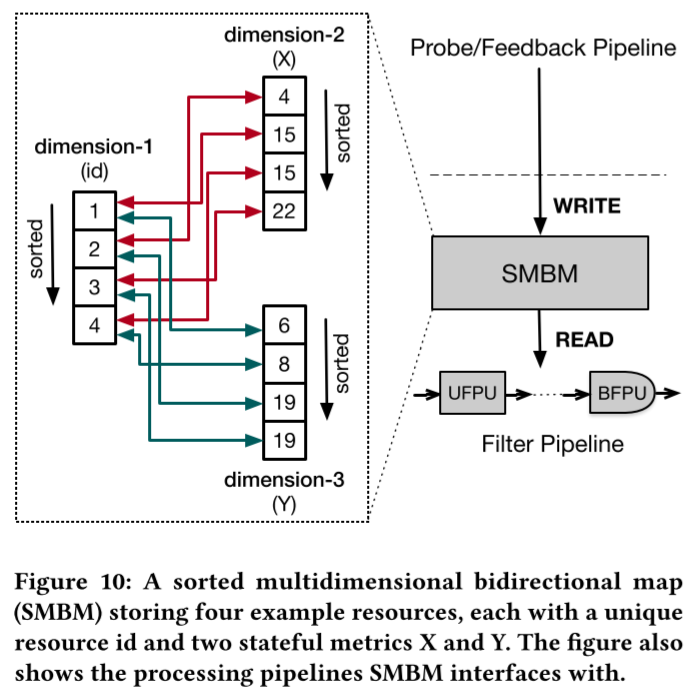 dimension-2
(X)
4
15
15
22
sorted
dimension-1
(id)
1
2
3
4
sorted
6
8
19
19
sorted
dimension-3
(Y)
Probe/Feedback Pipeline
WRITE
SMBM
READ
UFPU
BFPU
Filter Pipeline
Figure 10: A sorted multidimensional bidirectional map
(SMBM) storing four example resources, each with a unique
resource id and two stateful metrics X and Y. The figure also
shows the processing pipelines SMBM interfaces with.